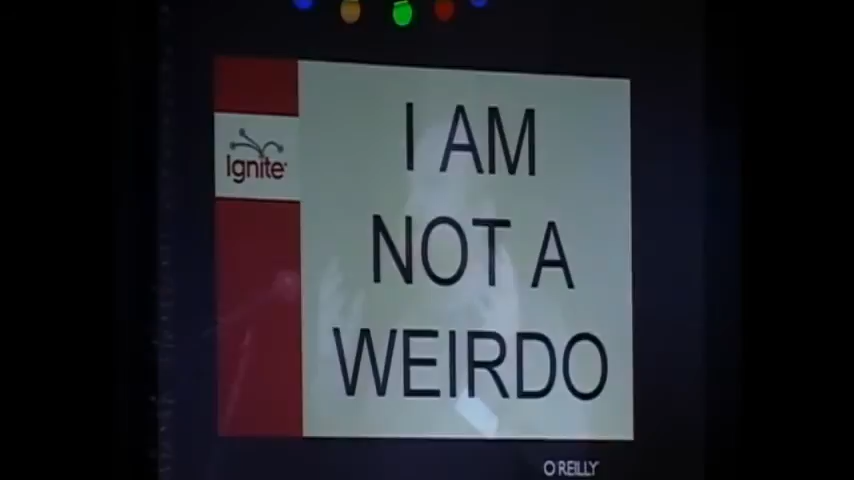 Ignite
I AM
NOT A
WEIRDO
O'REILLY